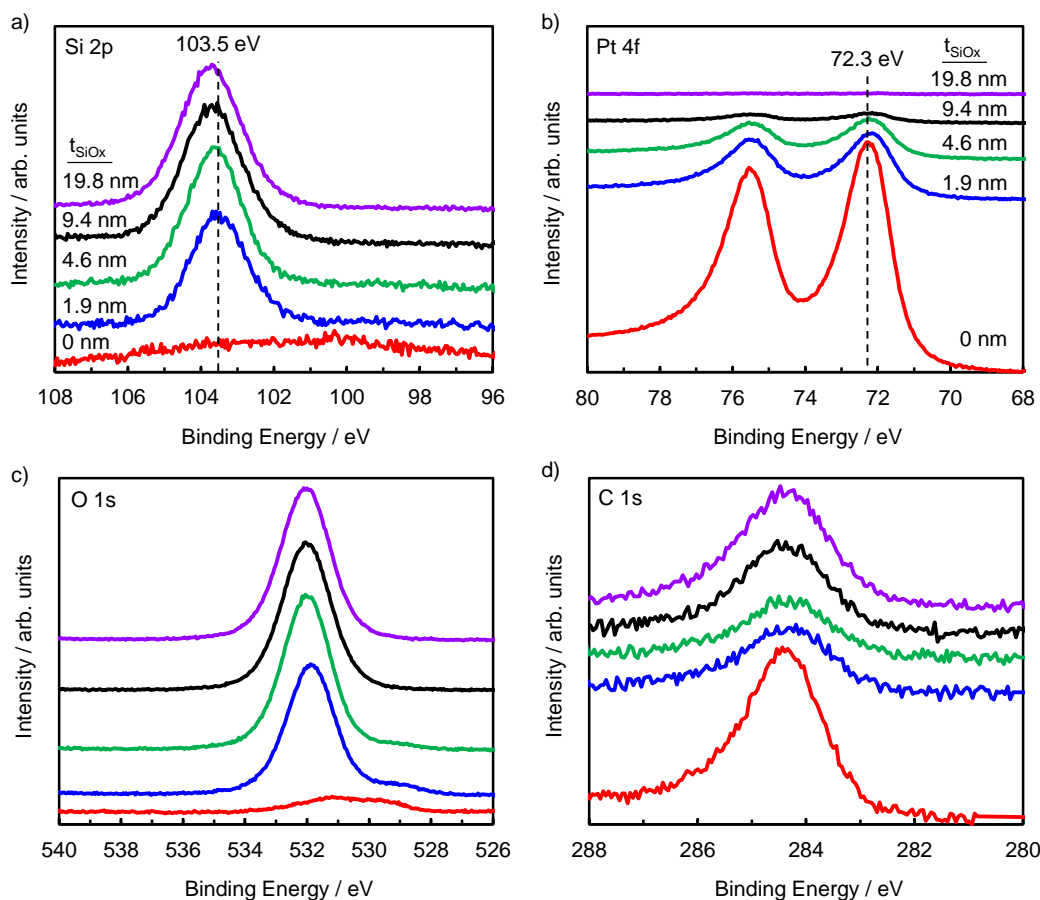 a)
Si 2p
103.5 eV
tSiOx
19.8 nm
9.4 nm
4.6 nm
1.9 nm
0 nm
Intensity / arb. units
108 106 104 102 100 98 96
Binding Energy / eV
b)
Pt 4f
72.3 eV
tSiOx
19.8 nm
9.4 nm
4.6 nm
1.9 nm
0 nm
Intensity / arb. units
80 78 76 74 72 70 68
Binding Energy / eV
c)
O 1s
Intensity / arb. units
540 538 536 534 532 530 528 526
Binding Energy / eV
d)
C 1s
Intensity / arb. units
288 286 284 282 280
Binding Energy / eV